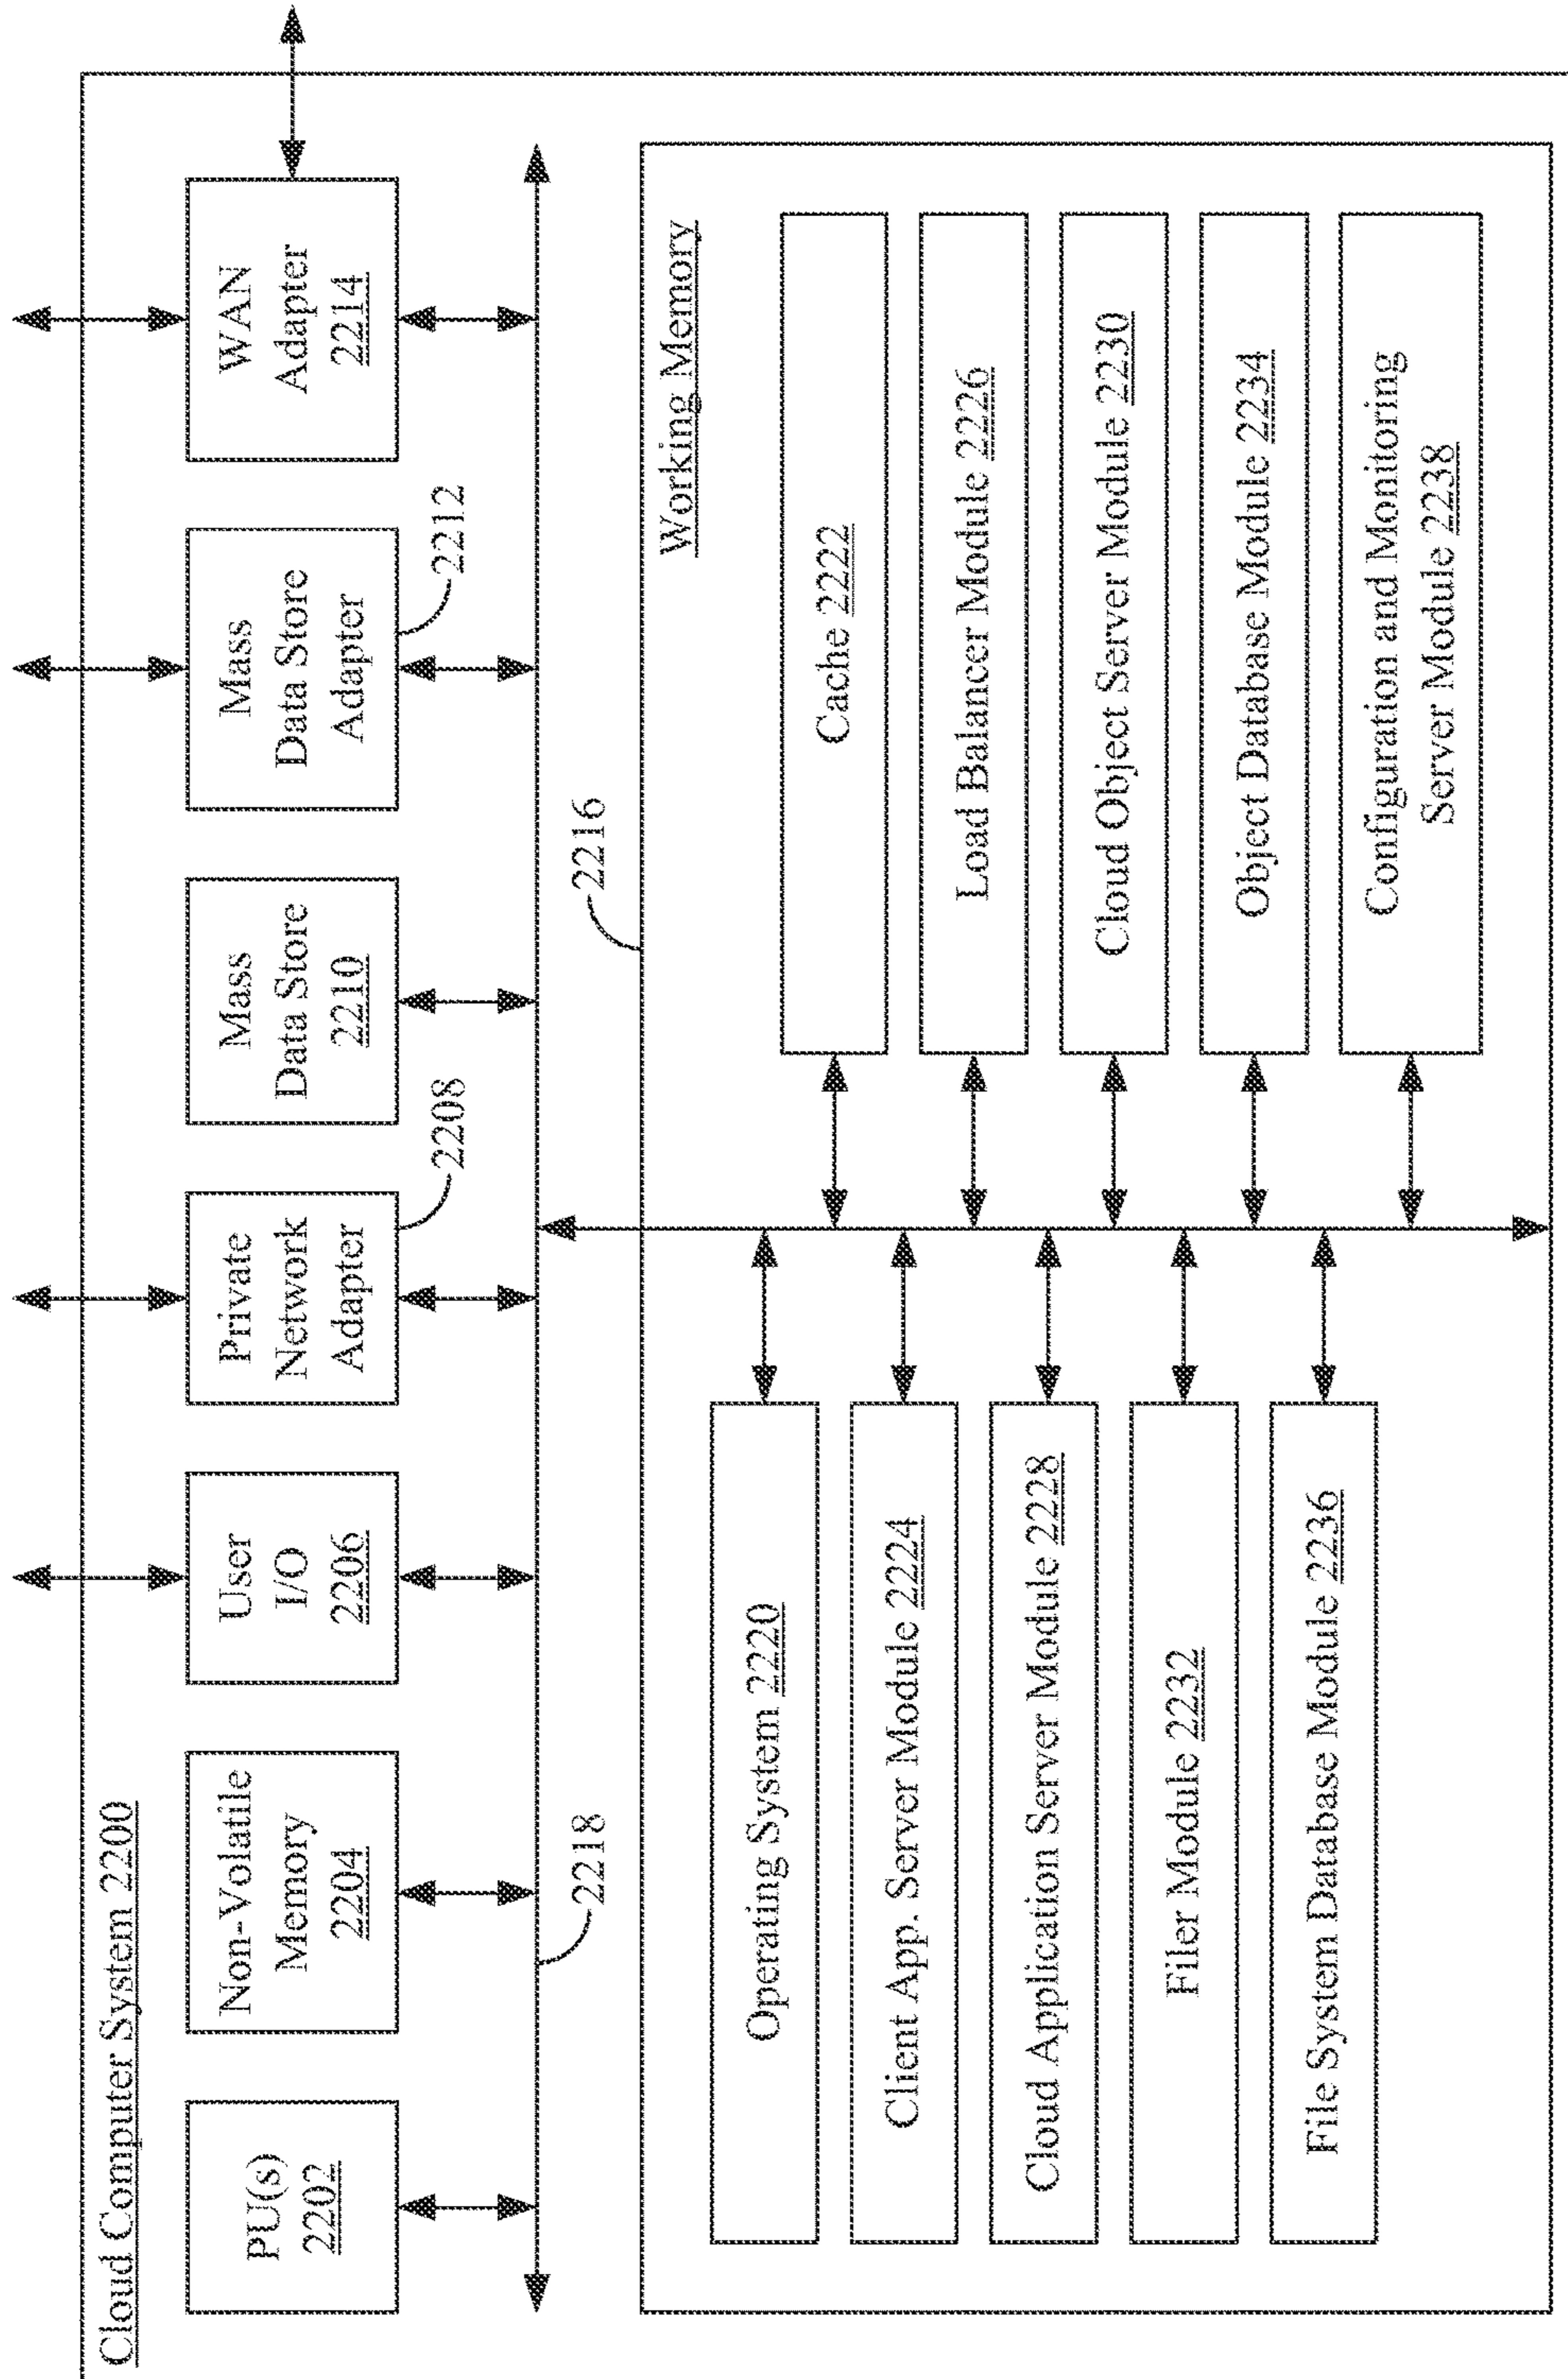 Cloud Computer System 2200
PU(s)
2202
Non-Volatile
Memory
2204
User
I/O
2206
Private
Network
Adapter
2208
Mass
Data Store
2210
Mass
Data Store
Adapter
2212
WAN
Adapter
2214
2218
2216
Working Memory
Operating System 2220
Client App. Server Module 2224
Cloud Application Server Module 2228
Filer Module 2232
File System Database Module 2236
Cache 2222
Load Balancer Module 2226
Cloud Object Server Module 2230
Object Database Module 2234
Configuration and Monitoring
Server Module 2238